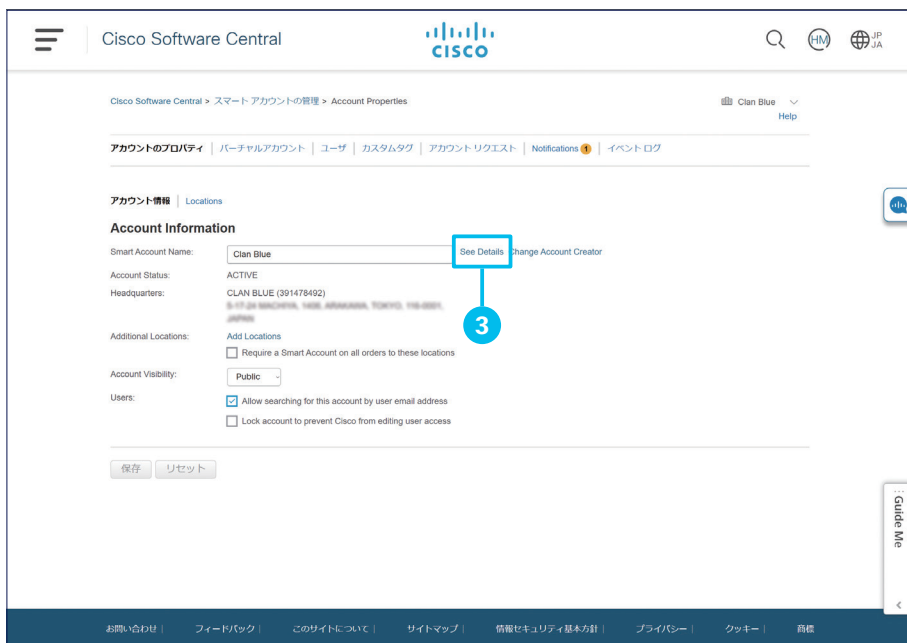 Cisco Software Central
CISCO
HM
JP
JA
Cisco Software Central > スマート アカウントの管理 > Account Properties
Clan Blue
Help
アカウントのプロパティ | バーチャルアカウント | ユーザ | カスタムタグ | アカウント リクエスト | Notifications 1 | イベント ログ
アカウント情報 | Locations
Account Information
Smart Account Name: Clan Blue See Details Change Account Creator
Account Status: ACTIVE
Headquarters: CLAN BLUE (391478492)
5-17-24 MACHIYA, 1406, ARAKAWA, TOKYO, 116-0001,
JAPAN
3
Additional Locations: Add Locations
Require a Smart Account on all orders to these locations
Account Visibility: Public
Users: Allow searching for this account by user email address
Lock account to prevent Cisco from editing user access
保存 リセット
Guide Me
お問い合わせ | フィードバック | このサイトについて | サイトマップ | 情報セキュリティ基本方針 | プライバシー | クッキー | 商標